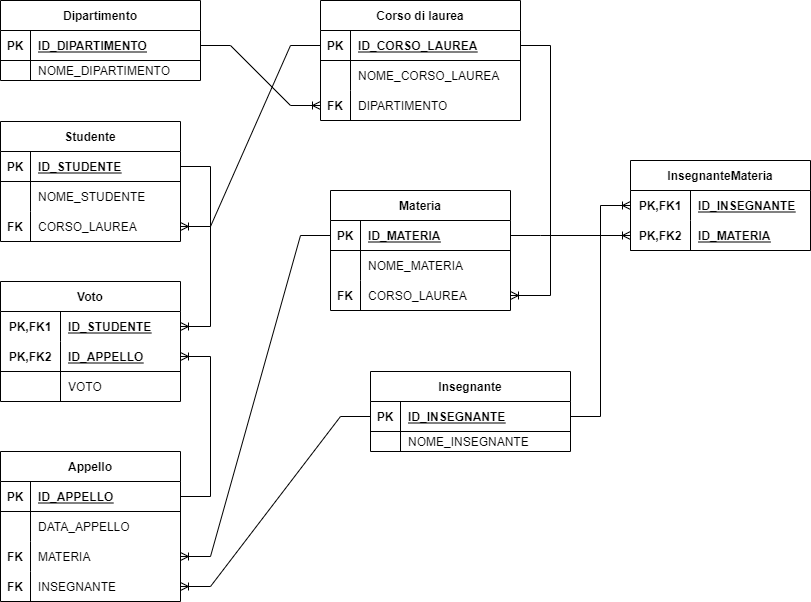 Dipartimento
PK ID_DIPARTIMENTO
NOME_DIPARTIMENTO
Corso di laurea
PK ID_CORSO_LAUREA
NOME_CORSO_LAUREA
FK DIPARTIMENTO
Studente
PK ID_STUDENTE
NOME_STUDENTE
FK CORSO_LAUREA
Materia
PK ID_MATERIA
NOME_MATERIA
FK CORSO_LAUREA
InsegnanteMateria
PK,FK1 ID_INSEGNANTE
PK,FK2 ID_MATERIA
Voto
PK,FK1 ID_STUDENTE
PK,FK2 ID_APPELLO
VOTO
Insegnante
PK ID_INSEGNANTE
NOME_INSEGNANTE
Appello
PK ID_APPELLO
DATA_APPELLO
FK MATERIA
FK INSEGNANTE